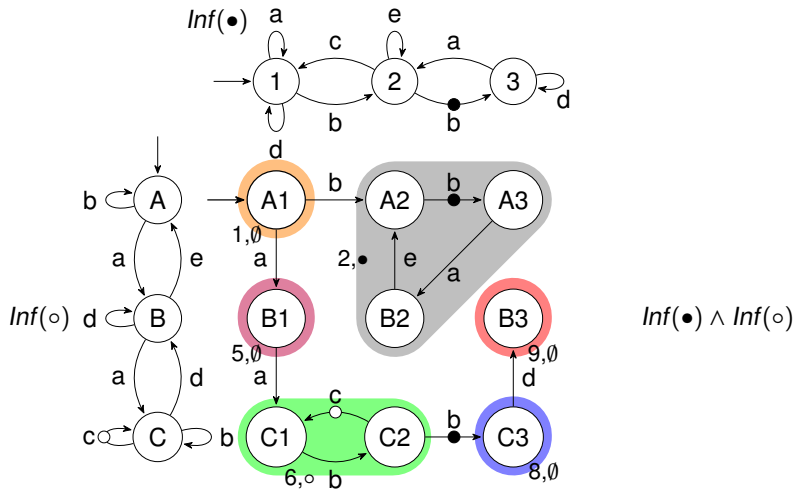 Inf(●)
a
e
c
a
1
2
3
d
b
b
d
b
A
A1
b
A2
b
A3
1,∅
a
e
a
2,●
e
a
Inf(○)
d
B
B1
B2
B3
Inf(●) ∧ Inf(○)
5,∅
9,∅
a
d
a
c
d
c
C
b
C1
C2
b
C3
6,○
b
8,∅